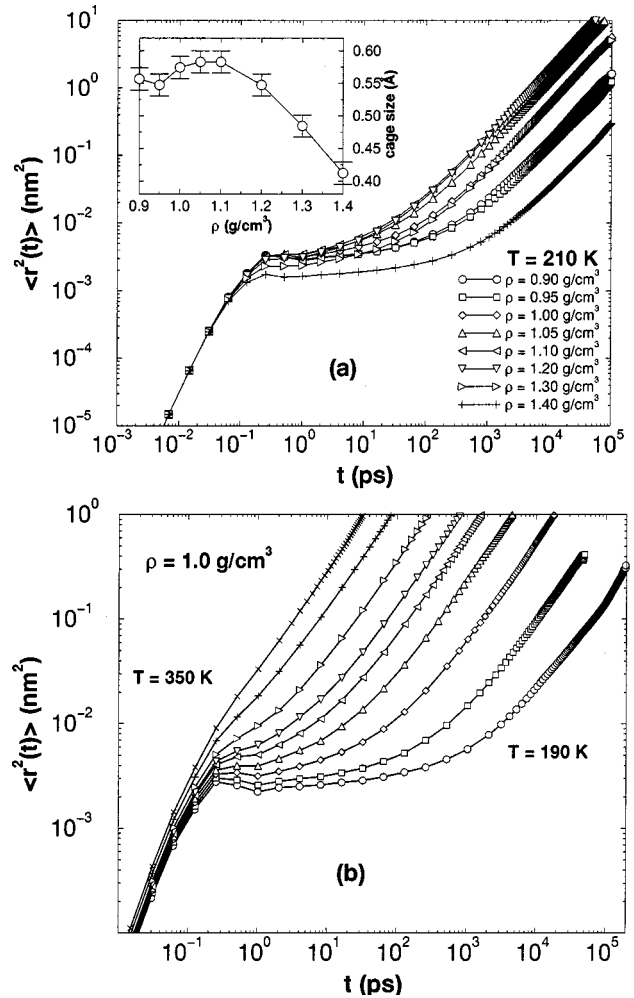 10¹
10⁰
10⁻¹
10⁻²
10⁻³
10⁻⁴
10⁻⁵
<r²(t)> (nm²)
0.60
0.55
0.50
0.45
0.40
cage size (Å)
0.9 1.0 1.1 1.2 1.3 1.4
ρ (g/cm³)
T = 210 K
ρ = 0.90 g/cm³
ρ = 0.95 g/cm³
ρ = 1.00 g/cm³
ρ = 1.05 g/cm³
ρ = 1.10 g/cm³
ρ = 1.20 g/cm³
ρ = 1.30 g/cm³
ρ = 1.40 g/cm³
(a)
10⁻³ 10⁻² 10⁻¹ 10⁰ 10¹ 10² 10³ 10⁴ 10⁵
t (ps)
10⁰
10⁻¹
10⁻²
10⁻³
<r²(t)> (nm²)
ρ = 1.0 g/cm³
T = 350 K
T = 190 K
(b)
10⁻¹ 10⁰ 10¹ 10² 10³ 10⁴ 10⁵
t (ps)